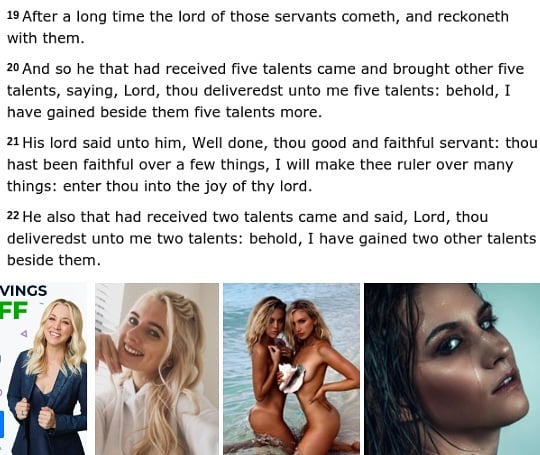 19 After a long time the lord of those servants cometh, and reckoneth
with them.
20 And so he that had received five talents came and brought other five
talents, saying, Lord, thou deliveredst unto me five talents: behold, I
have gained beside them five talents more.
21 His lord said unto him, Well done, thou good and faithful servant: thou
hast been faithful over a few things, I will make thee ruler over many
things: enter thou into the joy of thy lord.
22 He also that had received two talents came and said, Lord, thou
deliveredst unto me two talents: behold, I have gained two other talents
beside them.
VINGS
FF